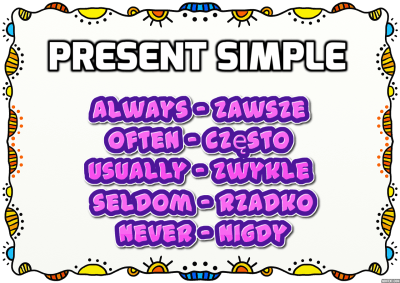 PRESENT SIMPLE
ALWAYS - ZAWSZE
OFTEN - CZĘSTO
USUALLY - ZWYKLE
SELDOM - RZADKO
NEVER - NIGDY